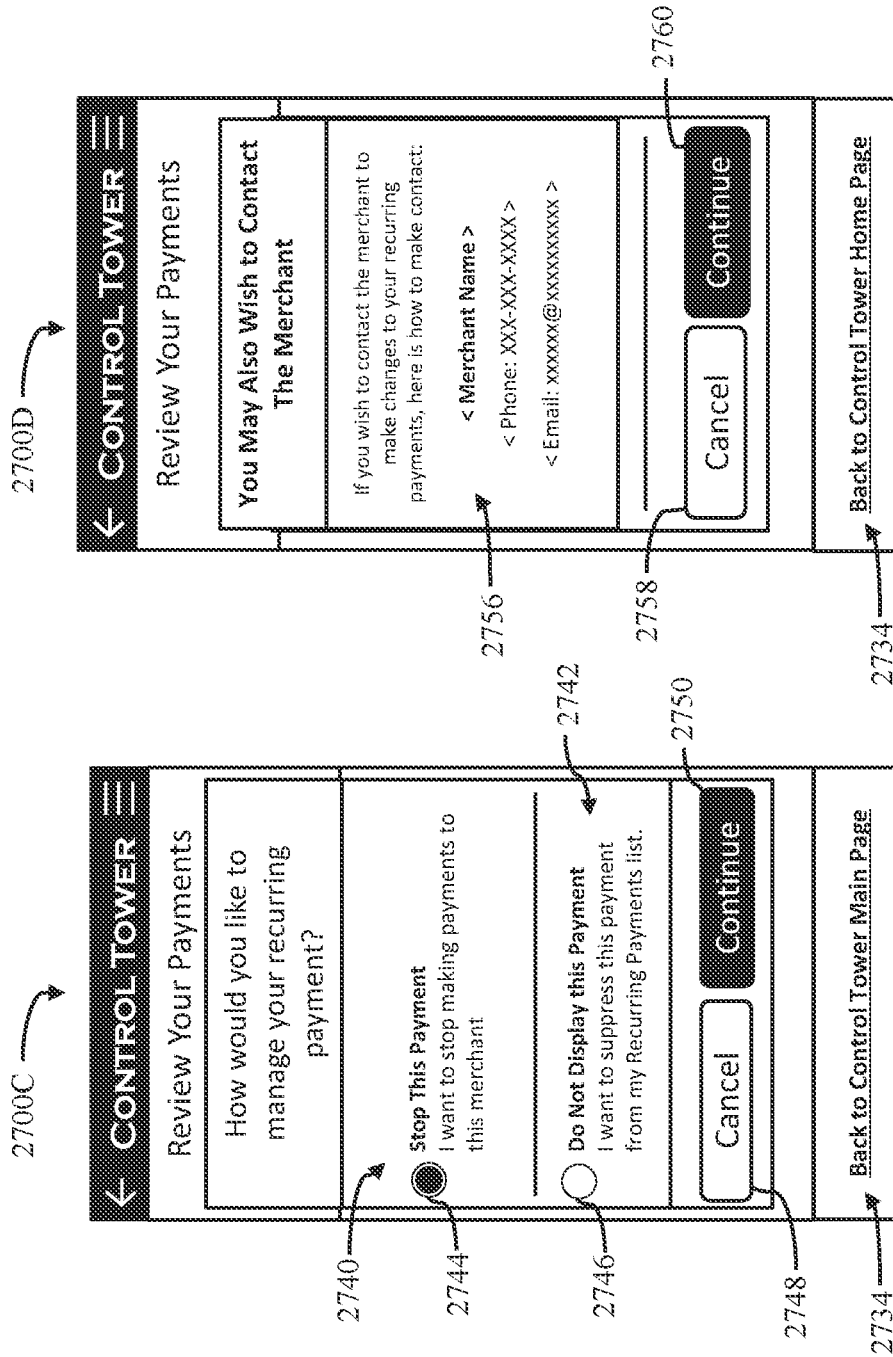 2700C
← CONTROL TOWER
Review Your Payments
How would you like to
manage your recurring
payment?
2740
Stop This Payment
I want to stop making payments to
this merchant
2744
2742
Do Not Display this Payment
I want to suppress this payment
from my Recurring Payments list.
2746
Cancel
Continue
2750
2748
Back to Control Tower Main Page
2734
2700D
← CONTROL TOWER
Review Your Payments
You May Also Wish to Contact
The Merchant
If you wish to contact the merchant to
make changes to your recurring
payments, here is how to make contact:
< Merchant Name >
< Phone: XXX-XXX-XXXX >
< Email: xxxxxx@xxxxxxxxxx >
2756
Cancel
Continue
2760
2758
Back to Control Tower Home Page
2734